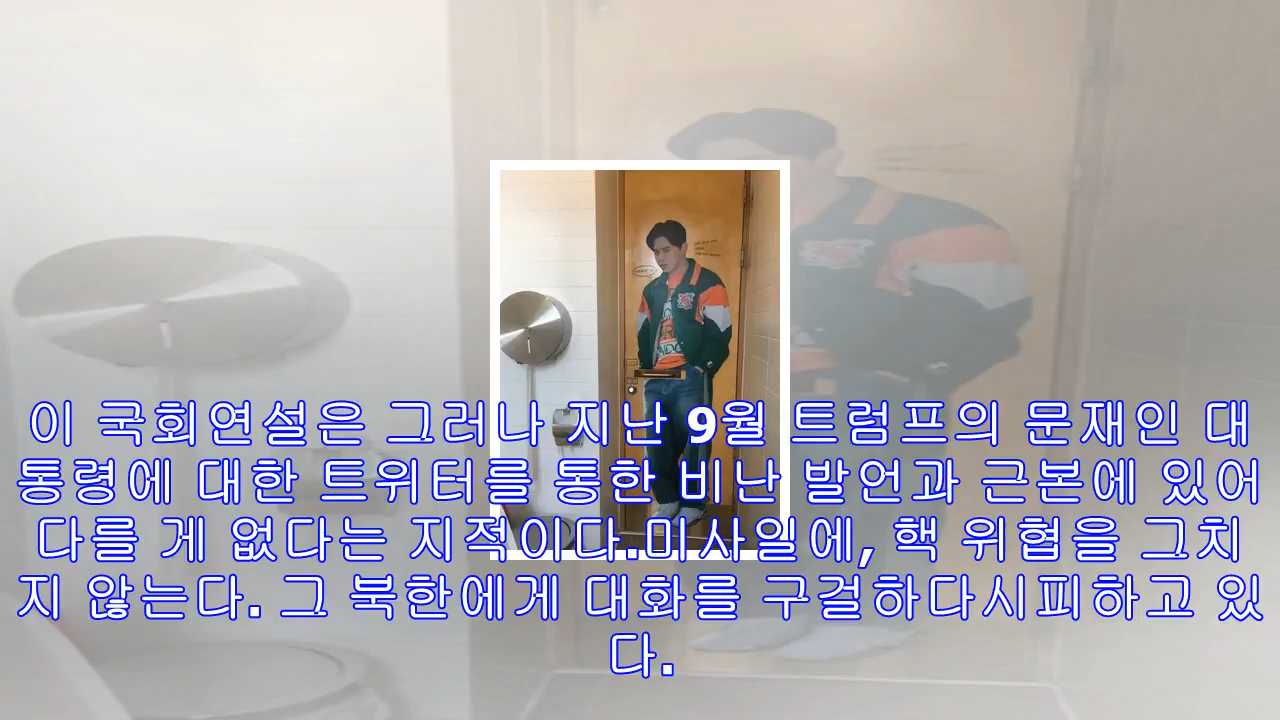 이 국회연설은 그러나 지난 9월 트럼프의 문재인 대
통령에 대한 트위터를 통한 비난 발언과 근본에 있어
다를 게 없다는 지적이다.미사일에, 핵 위협을 그치
지 않는다. 그 북한에게 대화를 구걸하다시피하고 있
다.